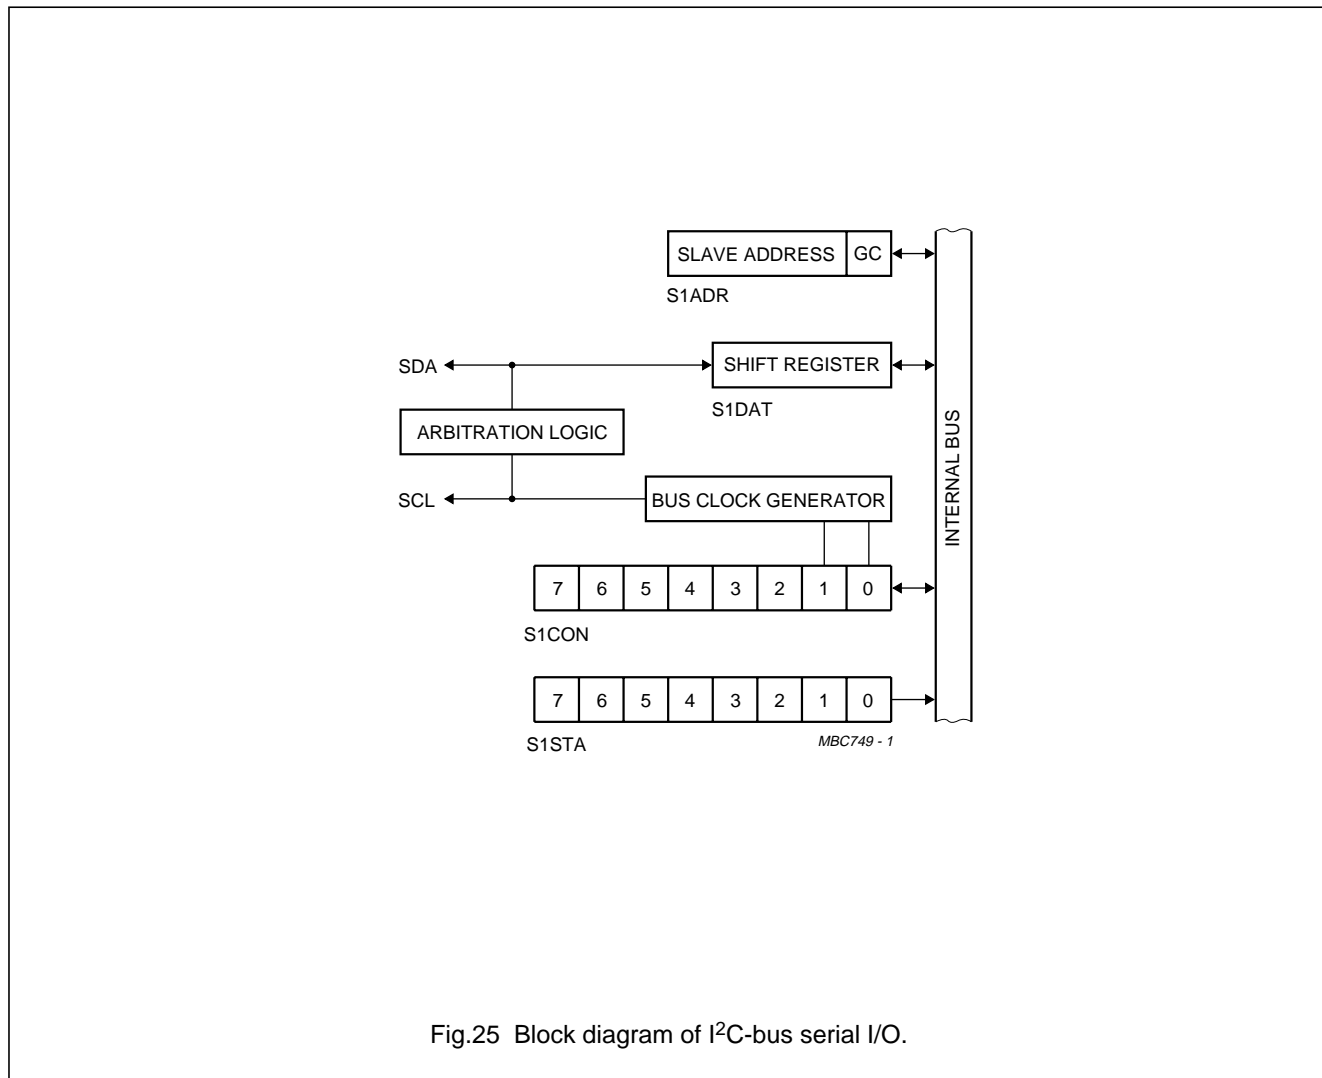 SLAVE ADDRESS GC
S1ADR
SDA
SHIFT REGISTER
S1DAT
ARBITRATION LOGIC
SCL
BUS CLOCK GENERATOR
INTERNAL BUS
7 6 5 4 3 2 1 0
S1CON
7 6 5 4 3 2 1 0
S1STA
MBC749 - 1
Fig.25 Block diagram of I²C-bus serial I/O.